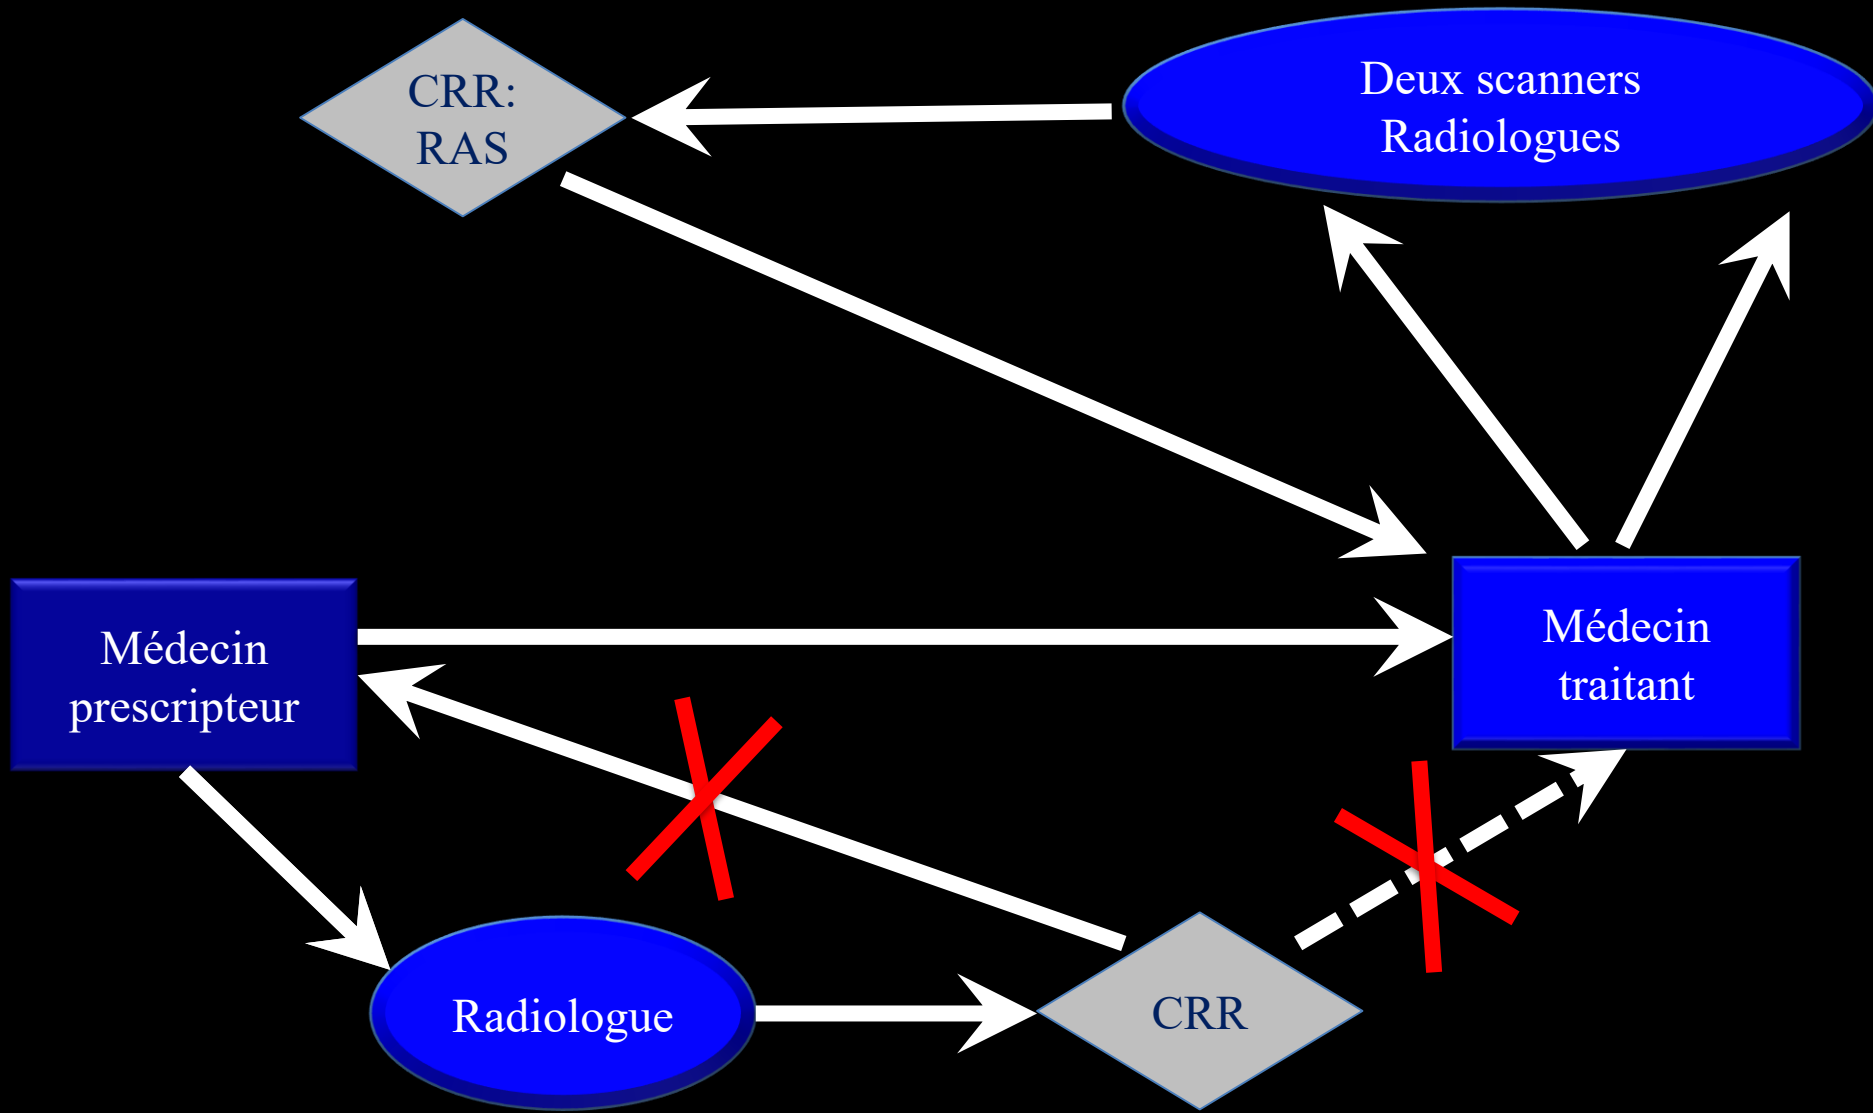 CRR:
RAS
Deux scanners
Radiologues
Médecin
prescripteur
Médecin
traitant
Radiologue
CRR